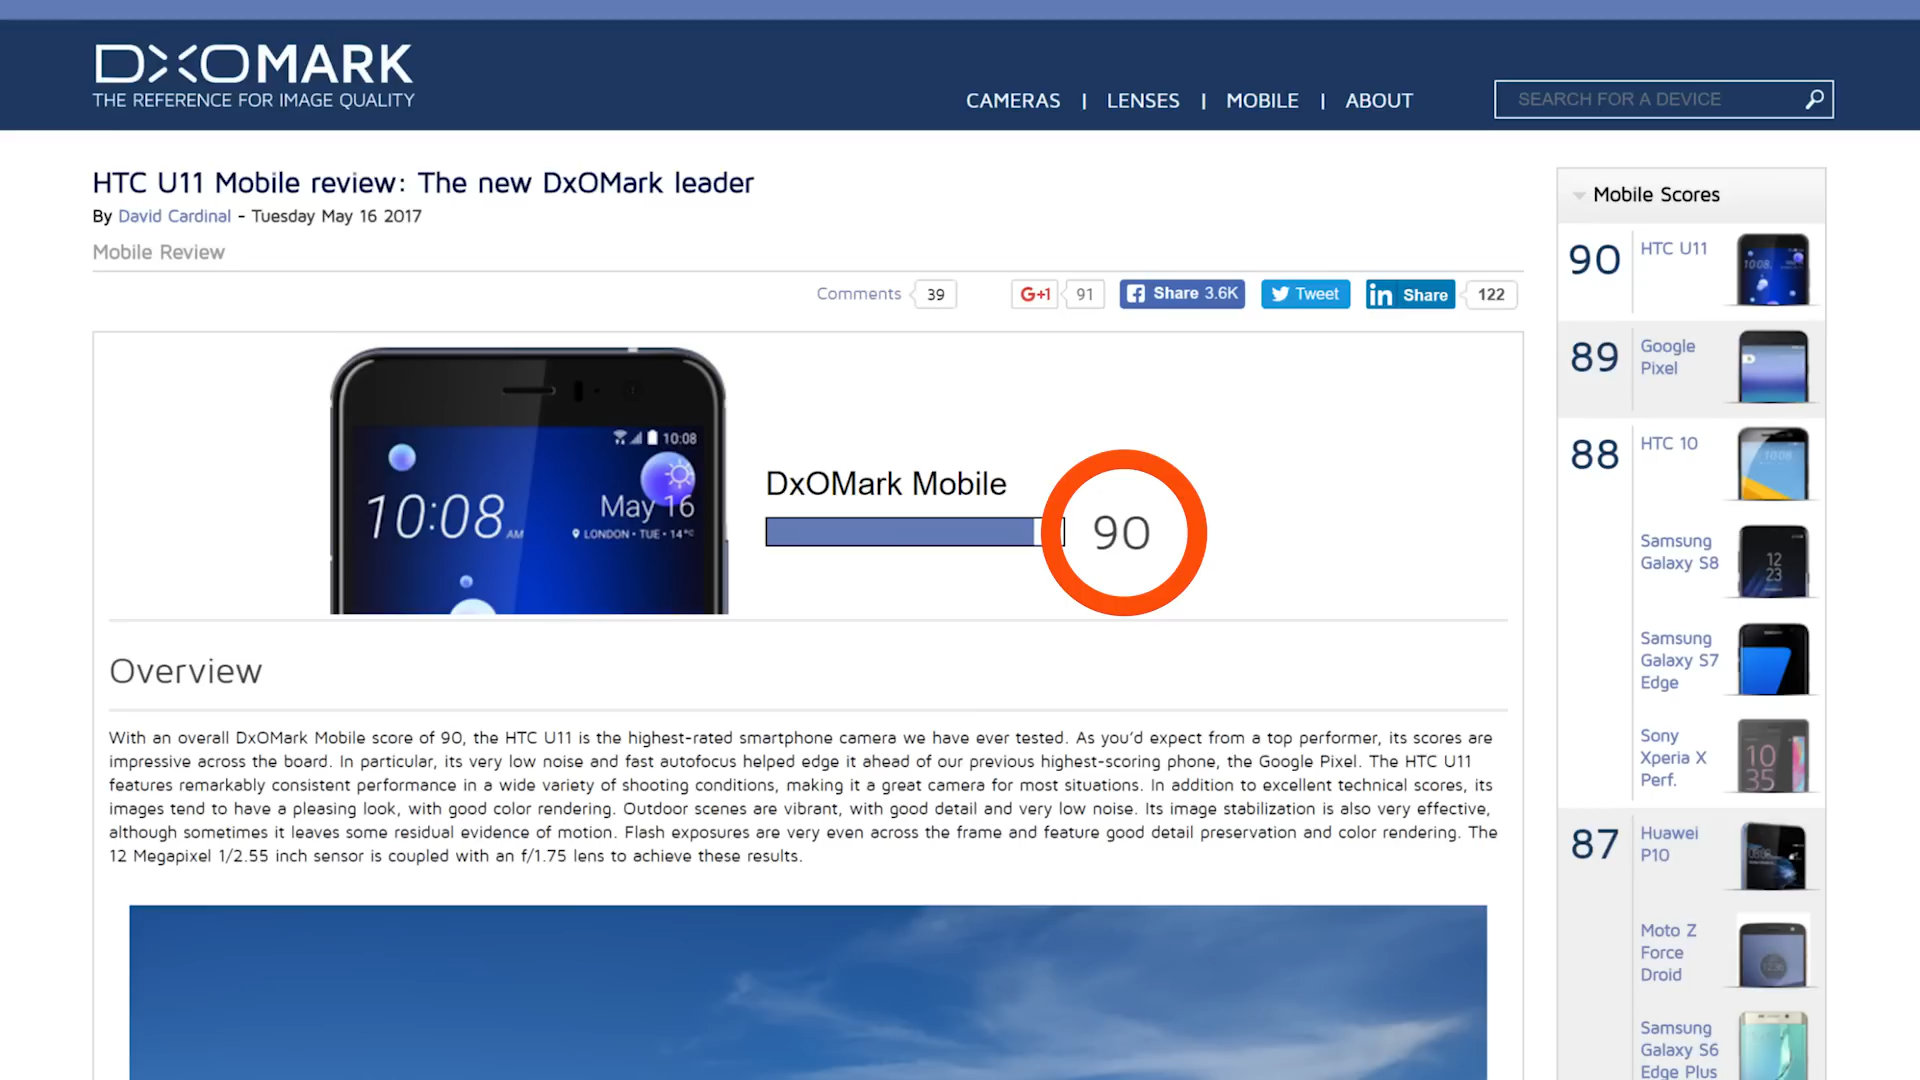 DXOMARK
THE REFERENCE FOR IMAGE QUALITY
CAMERAS | LENSES | MOBILE | ABOUT
SEARCH FOR A DEVICE
HTC U11 Mobile review: The new DxOMark leader
By David Cardinal - Tuesday May 16 2017
Mobile Review
Comments 39
G+1 91
Share 3.6K
Tweet
in Share 122
10:08
10:08 AM
May 16
LONDON • TUE • 14°C
DxOMark Mobile
90
Overview
With an overall DxOMark Mobile score of 90, the HTC U11 is the highest-rated smartphone camera we have ever tested. As you'd expect from a top performer, its scores are
impressive across the board. In particular, its very low noise and fast autofocus helped edge it ahead of our previous highest-scoring phone, the Google Pixel. The HTC U11
features remarkably consistent performance in a wide variety of shooting conditions, making it a great camera for most situations. In addition to excellent technical scores, its
images tend to have a pleasing look, with good color rendering. Outdoor scenes are vibrant, with good detail and very low noise. Its image stabilization is also very effective,
although sometimes it leaves some residual evidence of motion. Flash exposures are very even across the frame and feature good detail preservation and color rendering. The
12 Megapixel 1/2.55 inch sensor is coupled with an f/1.75 lens to achieve these results.
Mobile Scores
90
HTC U11
10:08
89
Google
Pixel
88
HTC 10
10:08
Samsung
Galaxy S8
12
23
Samsung
Galaxy S7
Edge
Sony
Xperia X
Perf.
10
35
87
Huawei
P10
Moto Z
Force
Droid
Samsung
Galaxy S6
Edge Plus